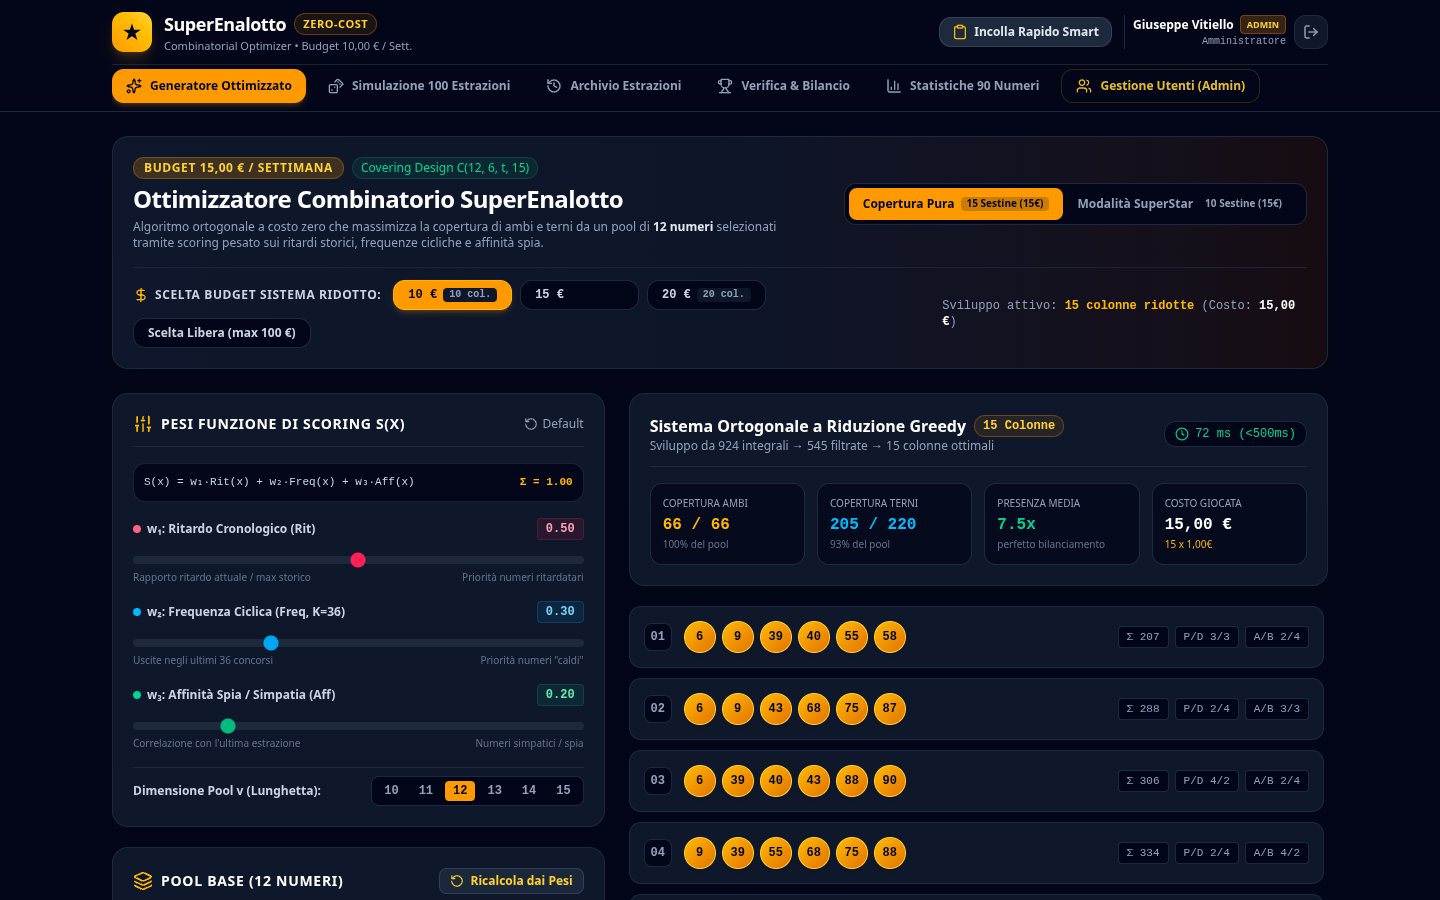 SuperEnalotto ZERO-COST
Combinatorial Optimizer • Budget 10,00 € / Sett.
Incolla Rapido Smart
Giuseppe Vitiello ADMIN
Amministratore
Generatore Ottimizzato
Simulazione 100 Estrazioni
Archivio Estrazioni
Verifica & Bilancio
Statistiche 90 Numeri
Gestione Utenti (Admin)
BUDGET 15,00 € / SETTIMANA
Covering Design C(12, 6, t, 15)
Ottimizzatore Combinatorio SuperEnalotto
Algoritmo ortogonale a costo zero che massimizza la copertura di ambi e terni da un pool di 12 numeri selezionati
tramite scoring pesato sui ritardi storici, frequenze cicliche e affinità spia.
Copertura Pura 15 Sestine (15€)
Modalità SuperStar 10 Sestine (15€)
SCELTA BUDGET SISTEMA RIDOTTO:
10 € 10 col.
15 €
20 € 20 col.
Scelta Libera (max 100 €)
Sviluppo attivo: 15 colonne ridotte (Costo: 15,00
€)
PESI FUNZIONE DI SCORING S(X)
Default
S(x) = w₁·Rit(x) + w₂·Freq(x) + w₃·Aff(x)
Σ = 1.00
w₁: Ritardo Cronologico (Rit)
0.50
Rapporto ritardo attuale / max storico
Priorità numeri ritardatari
w₂: Frequenza Ciclica (Freq, K=36)
0.30
Uscite negli ultimi 36 concorsi
Priorità numeri "caldi"
w₃: Affinità Spia / Simpatia (Aff)
0.20
Correlazione con l'ultima estrazione
Numeri simpatici / spia
Dimensione Pool v (Lunghetta):
10 11 12 13 14 15
POOL BASE (12 NUMERI)
Ricalcola dai Pesi
Sistema Ortogonale a Riduzione Greedy 15 Colonne
Sviluppo da 924 integrali → 545 filtrate → 15 colonne ottimali
72 ms (<500ms)
COPERTURA AMBI
66 / 66
100% del pool
COPERTURA TERNI
205 / 220
93% del pool
PRESENZA MEDIA
7.5x
perfetto bilanciamento
COSTO GIOCATA
15,00 €
15 x 1,00€
01 6 9 39 40 55 58 Σ 207 P/D 3/3 A/B 2/4
02 6 9 43 68 75 87 Σ 288 P/D 2/4 A/B 3/3
03 6 39 40 43 88 90 Σ 306 P/D 4/2 A/B 2/4
04 9 39 55 68 75 88 Σ 334 P/D 2/4 A/B 4/2